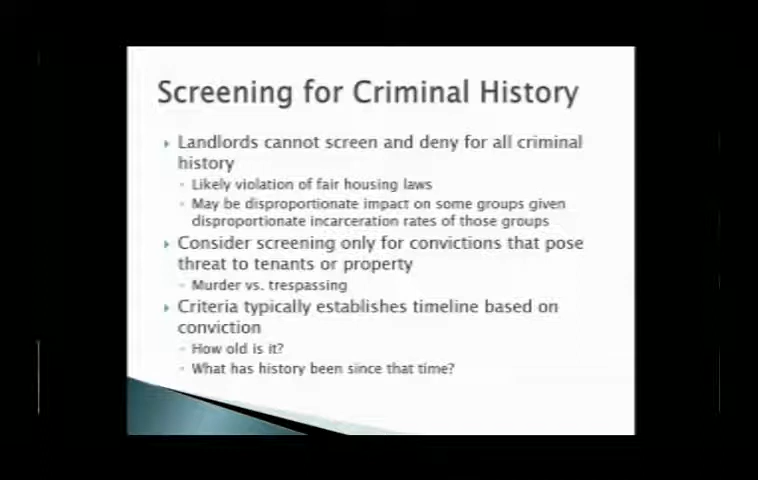 Screening for Criminal History
Landlords cannot screen and deny for all criminal
history
Likely violation of fair housing laws
May be disproportionate impact on some groups given
disproportionate incarceration rates of those groups
Consider screening only for convictions that pose
threat to tenants or property
Murder vs. trespassing
Criteria typically establishes timeline based on
conviction
How old is it?
What has history been since that time?